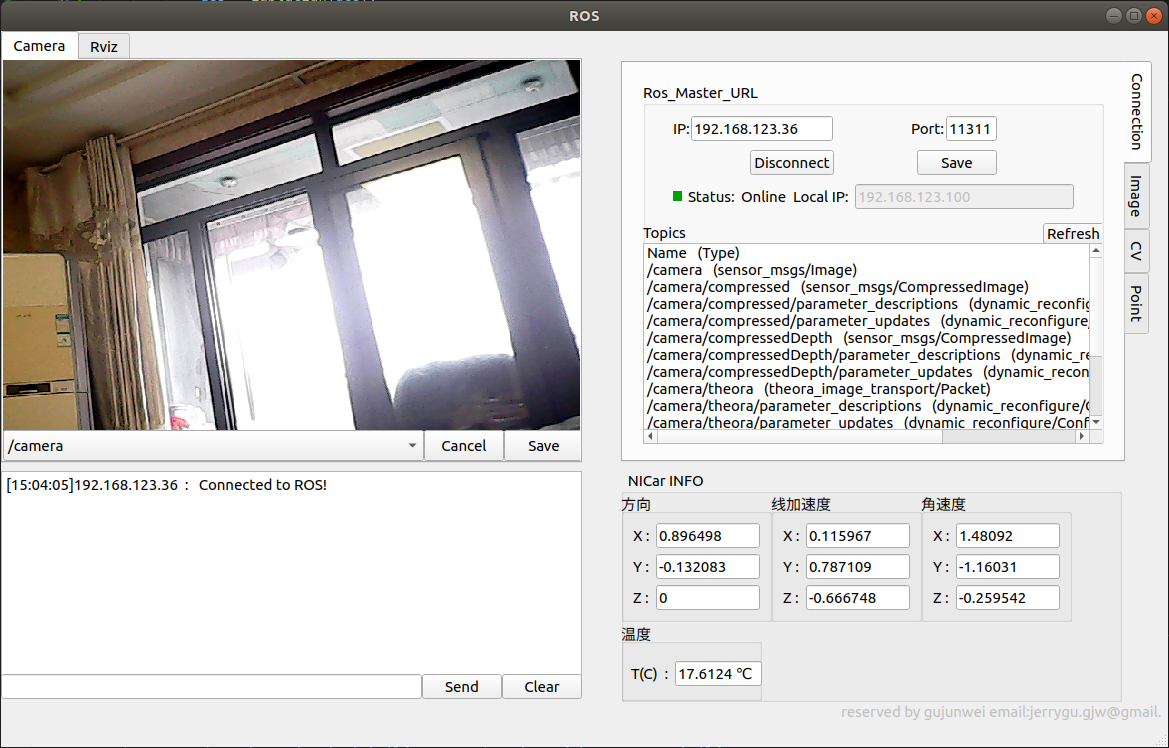 ROS
Camera
Rviz
Ros_Master_URL
IP: 192.168.123.36
Port: 11311
Disconnect
Save
Status: Online Local IP: 192.168.123.100
Topics
Refresh
Name (Type)
/camera (sensor_msgs/Image)
/camera/compressed (sensor_msgs/CompressedImage)
/camera/compressed/parameter_descriptions (dynamic_reconfig
/camera/compressed/parameter_updates (dynamic_reconfigure/
/camera/compressedDepth (sensor_msgs/CompressedImage)
/camera/compressedDepth/parameter_descriptions (dynamic_re
/camera/compressedDepth/parameter_updates (dynamic_recon
/camera/theora (theora_image_transport/Packet)
/camera/theora/parameter_descriptions (dynamic_reconfigure/C
/camera/theora/parameter_updates (dynamic_reconfigure/Conf
Connection
Image
CV
Point
/camera
Cancel
Save
[15:04:05]192.168.123.36 : Connected to ROS!
Send
Clear
NICar INFO
方向
X : 0.896498
Y : -0.132083
Z : 0
线加速度
X : 0.115967
Y : 0.787109
Z : -0.666748
角速度
X : 1.48092
Y : -1.16031
Z : -0.259542
温度
T(C) : 17.6124 ℃
reserved by gujunwei email:jerrygu.gjw@gmail.